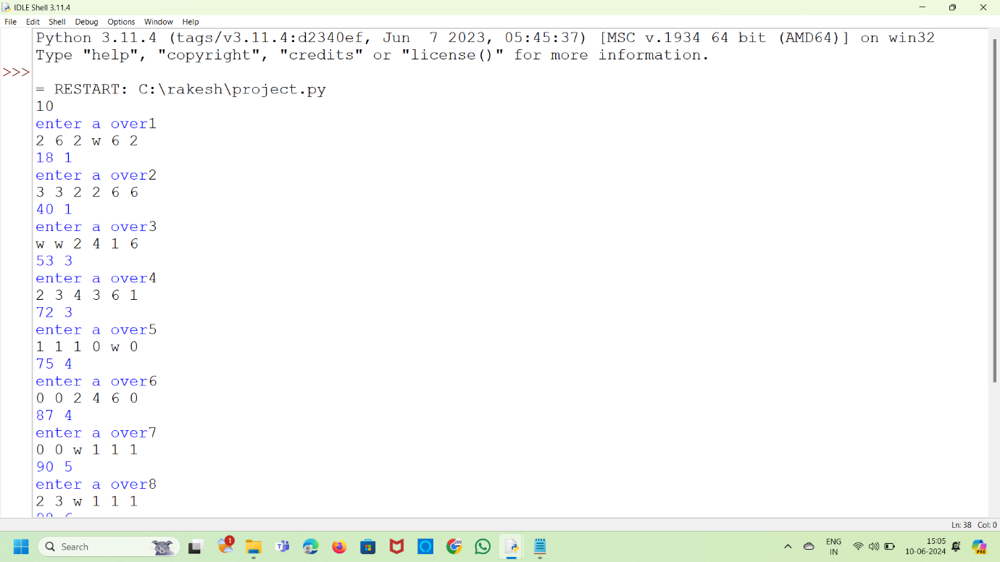 IDLE Shell 3.11.4
File Edit Shell Debug Options Window Help
Python 3.11.4 (tags/v3.11.4:d2340ef, Jun  7 2023, 05:45:37) [MSC v.1934 64 bit (AMD64)] on win32
Type "help", "copyright", "credits" or "license()" for more information.
>>>
= RESTART: C:\rakesh\project.py
10
enter a over1
2 6 2 w 6 2
18 1
enter a over2
3 3 2 2 6 6
40 1
enter a over3
w w 2 4 1 6
53 3
enter a over4
2 3 4 3 6 1
72 3
enter a over5
1 1 1 0 w 0
75 4
enter a over6
0 0 2 4 6 0
87 4
enter a over7
0 0 w 1 1 1
90 5
enter a over8
2 3 w 1 1 1
Ln: 38 Col: 0
Search
1
ENG
IN
15:05
10-06-2024
PRE